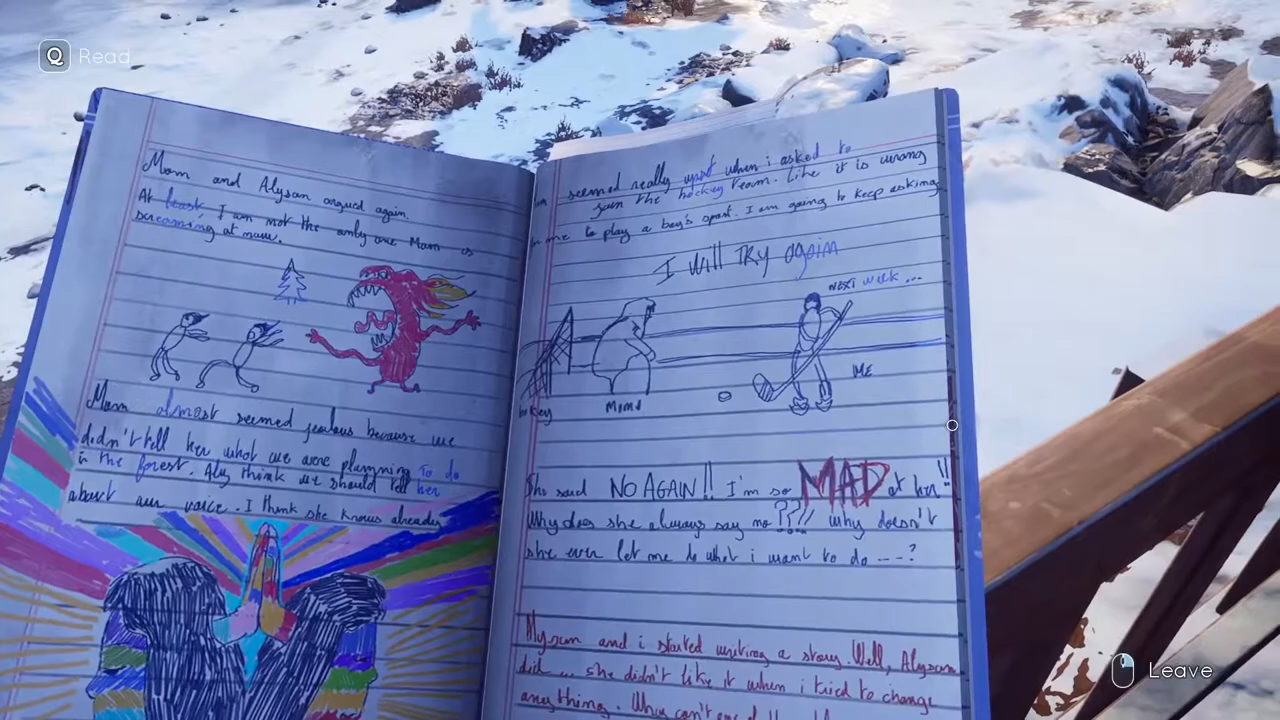 Q Read
Mom and Alyson argued again.
At least I am not the only one Mom is
screaming at now.
Mom almost seemed jealous because we
didn't tell her what we were planning to do
in the forest. Aly think we should tell her
about our voice. I think she knows already
seemed really upset when i asked to
join the hockey team. Like it is wrong
me to play a boy's sport. I am going to keep asking
I will TRY again
NEXT week ...
ME
MOM
She said NO AGAIN!! I'm so MAD at her!!
Why does she always say no ??!! why doesn't
she ever let me do what i want to do --- ?
Alyson and i started writing a story. Well, Alyson
did ... she didn't like it when i tried to change
anything. Why can't
Leave